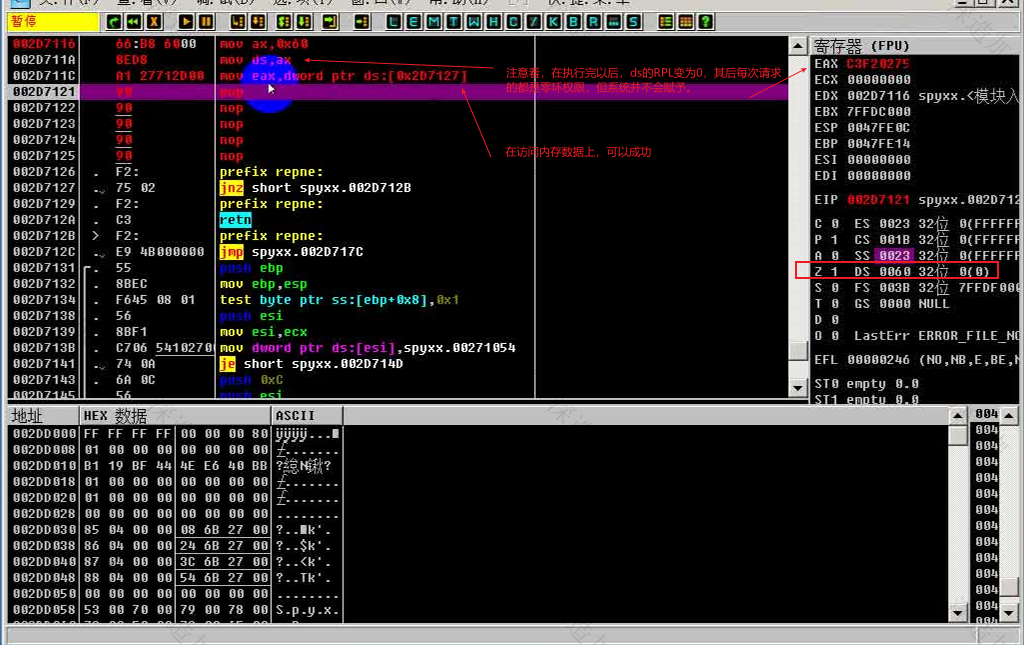 暂停
L E M T W H C / K B R ... S
002D7116 66:B8 6000 mov ax,0x60
002D711A 8ED8 mov ds,ax
002D711C A1 27712D00 mov eax,dword ptr ds:[0x2D7127]
002D7121 90 nop
002D7122 90 nop
002D7123 90 nop
002D7124 90 nop
002D7125 90 nop
002D7126 . F2: prefix repne:
002D7127 . 75 02 jnz short spyxx.002D712B
002D7129 . F2: prefix repne:
002D712A . C3 retn
002D712B > F2: prefix repne:
002D712C . E9 4B000000 jmp spyxx.002D717C
002D7131 . 55 push ebp
002D7132 . 8BEC mov ebp,esp
002D7134 . F645 08 01 test byte ptr ss:[ebp+0x8],0x1
002D7138 . 56 push esi
002D7139 . 8BF1 mov esi,ecx
002D713B . C706 54102700 mov dword ptr ds:[esi],spyxx.00271054
002D7141 . 74 0A je short spyxx.002D714D
002D7143 . 6A 0C push 0xC
002D7145 . 56 push esi
注意看，在执行完以后，ds的RPL变为0，其后每次请求
的都是零环权限，但系统并不会赋予。
在访问内存数据上，可以成功
寄存器 (FPU)
EAX C3F20275
ECX 00000000
EDX 002D7116 spyxx.<模块入
EBX 7FFDC000
ESP 0047FE0C
EBP 0047FE14
ESI 00000000
EDI 00000000
EIP 002D7121 spyxx.002D712
C 0 ES 0023 32位 0(FFFFFF
P 1 CS 001B 32位 0(FFFFFF
A 0 SS 0023 32位 0(FFFFFF
Z 1 DS 0060 32位 0(0)
S 0 FS 003B 32位 7FFDF000
T 0 GS 0000 NULL
D 0
O 0 LastErr ERROR_FILE_NO
EFL 00000246 (NO,NB,E,BE,N
ST0 empty 0.0
ST1 empty 0.0
地址 HEX 数据 ASCII
002DD000 FF FF FF FF 00 00 00 80 ÿÿÿÿ...
002DD008 01 00 00 00 00 00 00 00
002DD010 B1 19 BF 44 4E E6 40 BB
002DD018 01 00 00 00 00 00 00 00
002DD020 01 00 00 00 00 00 00 00
002DD028 00 00 00 00 00 00 00 00 ........
002DD030 85 04 00 00 08 6B 27 00 ?..k'.
002DD038 86 04 00 00 24 6B 27 00 ?..$k'.
002DD040 87 04 00 00 3C 6B 27 00 ?..<k'.
002DD048 88 04 00 00 54 6B 27 00 ?..Tk'.
002DD050 00 00 00 00 00 00 00 00 ........
002DD058 53 00 70 00 79 00 78 00 S.p.y.x.
004
004
004
004
004
004
004
004
004
004
004
004
004